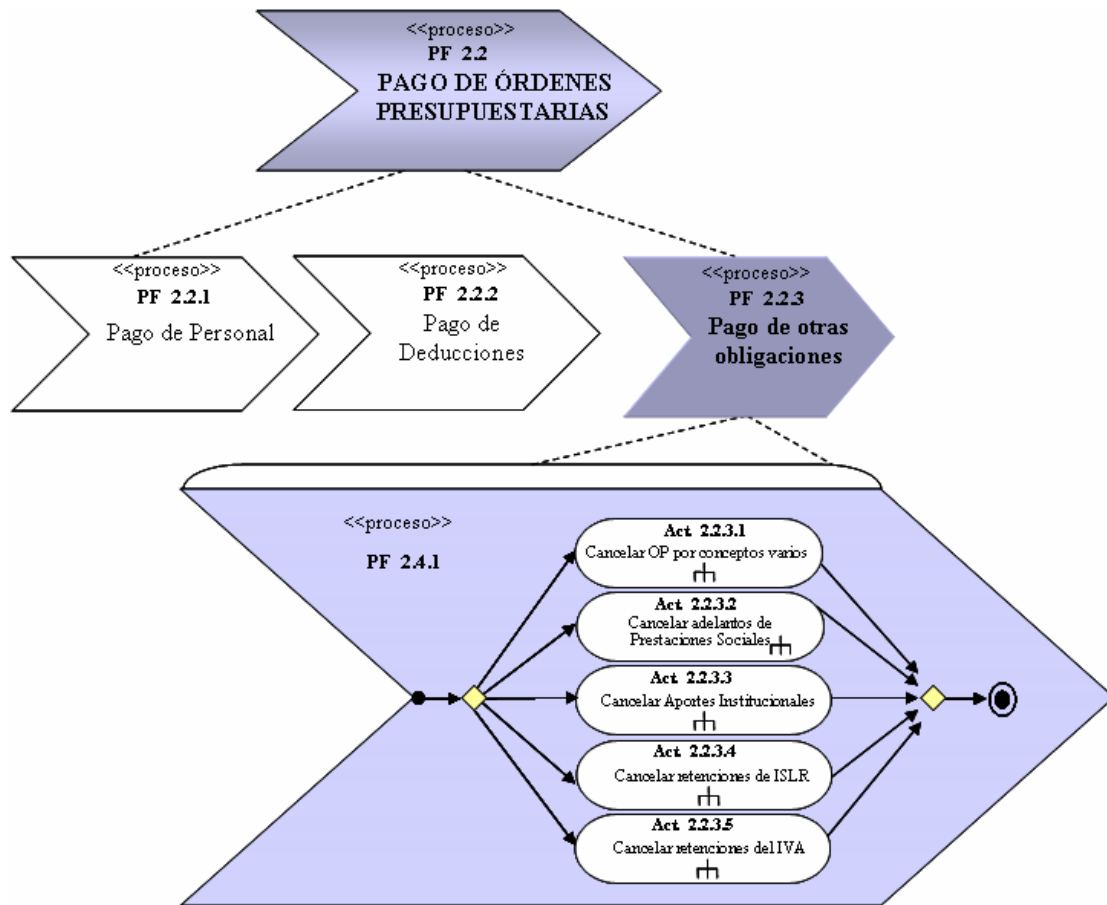 <<proceso>>
PF 2.2
PAGO DE ÓRDENES
PRESUPUESTARIAS
<<proceso>>
PF 2.2.1
Pago de Personal
<<proceso>>
PF 2.2.2
Pago de
Deducciones
<<proceso>>
PF 2.2.3
Pago de otras
obligaciones
<<proceso>>
PF 2.4.1
Act. 2.2.3.1
Cancelar OP por conceptos varios
Act. 2.2.3.2
Cancelar adelantos de
Prestaciones Sociales
Act. 2.2.3.3
Cancelar Aportes Institucionales
Act. 2.2.3.4
Cancelar retenciones de ISLR
Act. 2.2.3.5
Cancelar retenciones del IVA